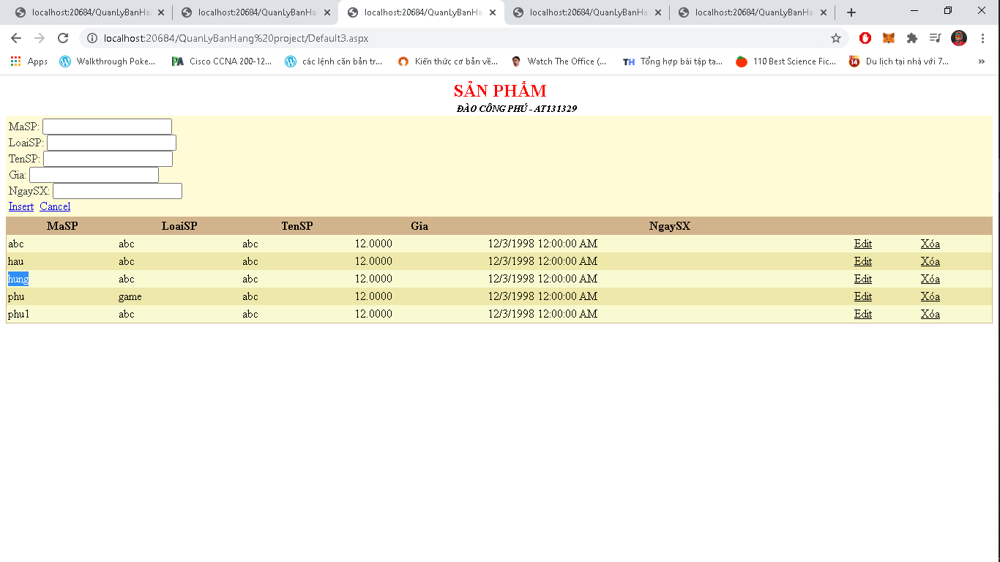 localhost:20684/QuanLyBanHa localhost:20684/QuanLyBanHa localhost:20684/QuanLyBanHa localhost:20684/QuanLyBanHa localhost:20684/QuanLyBanHa
localhost:20684/QuanLyBanHang%20project/Default3.aspx
Apps Walkthrough Poke... Cisco CCNA 200-12... các lệnh căn bản tr... Kiến thức cơ bản về... Watch The Office (... TH Tổng hợp bài tập ta... 110 Best Science Fic... 14 Du lịch tại nhà với 7... »
SẢN PHẨM
ĐÀO CÔNG PHÚ - AT131329
MaSP:
LoaiSP:
TenSP:
Gia:
NgaySX:
Insert Cancel
MaSP LoaiSP TenSP Gia NgaySX
abc abc abc 12.0000 12/3/1998 12:00:00 AM Edit Xóa
hau abc abc 12.0000 12/3/1998 12:00:00 AM Edit Xóa
hung abc abc 12.0000 12/3/1998 12:00:00 AM Edit Xóa
phu game abc 12.0000 12/3/1998 12:00:00 AM Edit Xóa
phu1 abc abc 12.0000 12/3/1998 12:00:00 AM Edit Xóa